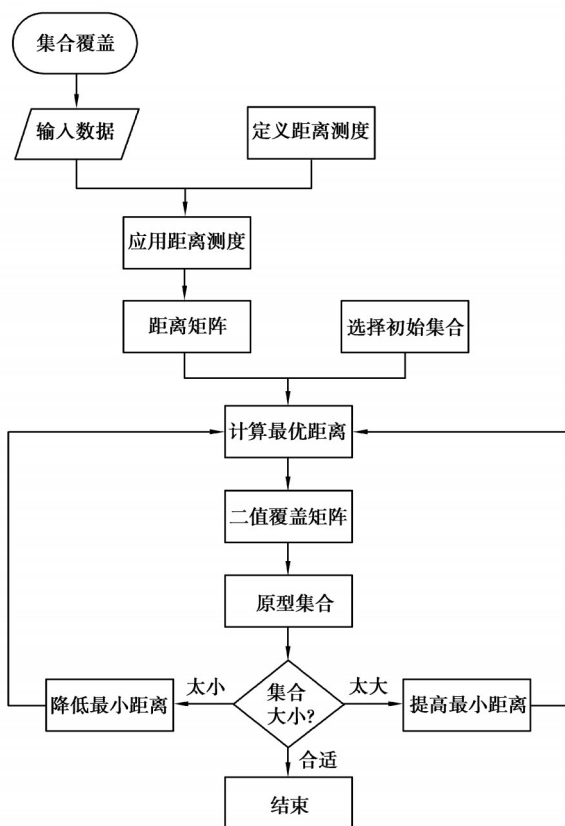 集合覆盖
输入数据
定义距离测度
应用距离测度
距离矩阵
选择初始集合
计算最优距离
二值覆盖矩阵
原型集合
太小
集合
大小?
太大
降低最小距离
提高最小距离
合适
结束